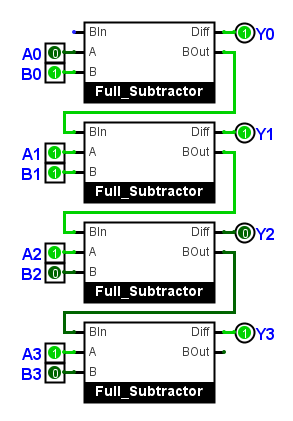 BIn Diff 1 Y0
A0 0 A BOut
B0 1 B
Full_Subtractor
BIn Diff 1 Y1
A1 1 A BOut
B1 1 B
Full_Subtractor
BIn Diff 0 Y2
A2 1 A BOut
B2 0 B
Full_Subtractor
BIn Diff 1 Y3
A3 1 A BOut
B3 0 B
Full_Subtractor